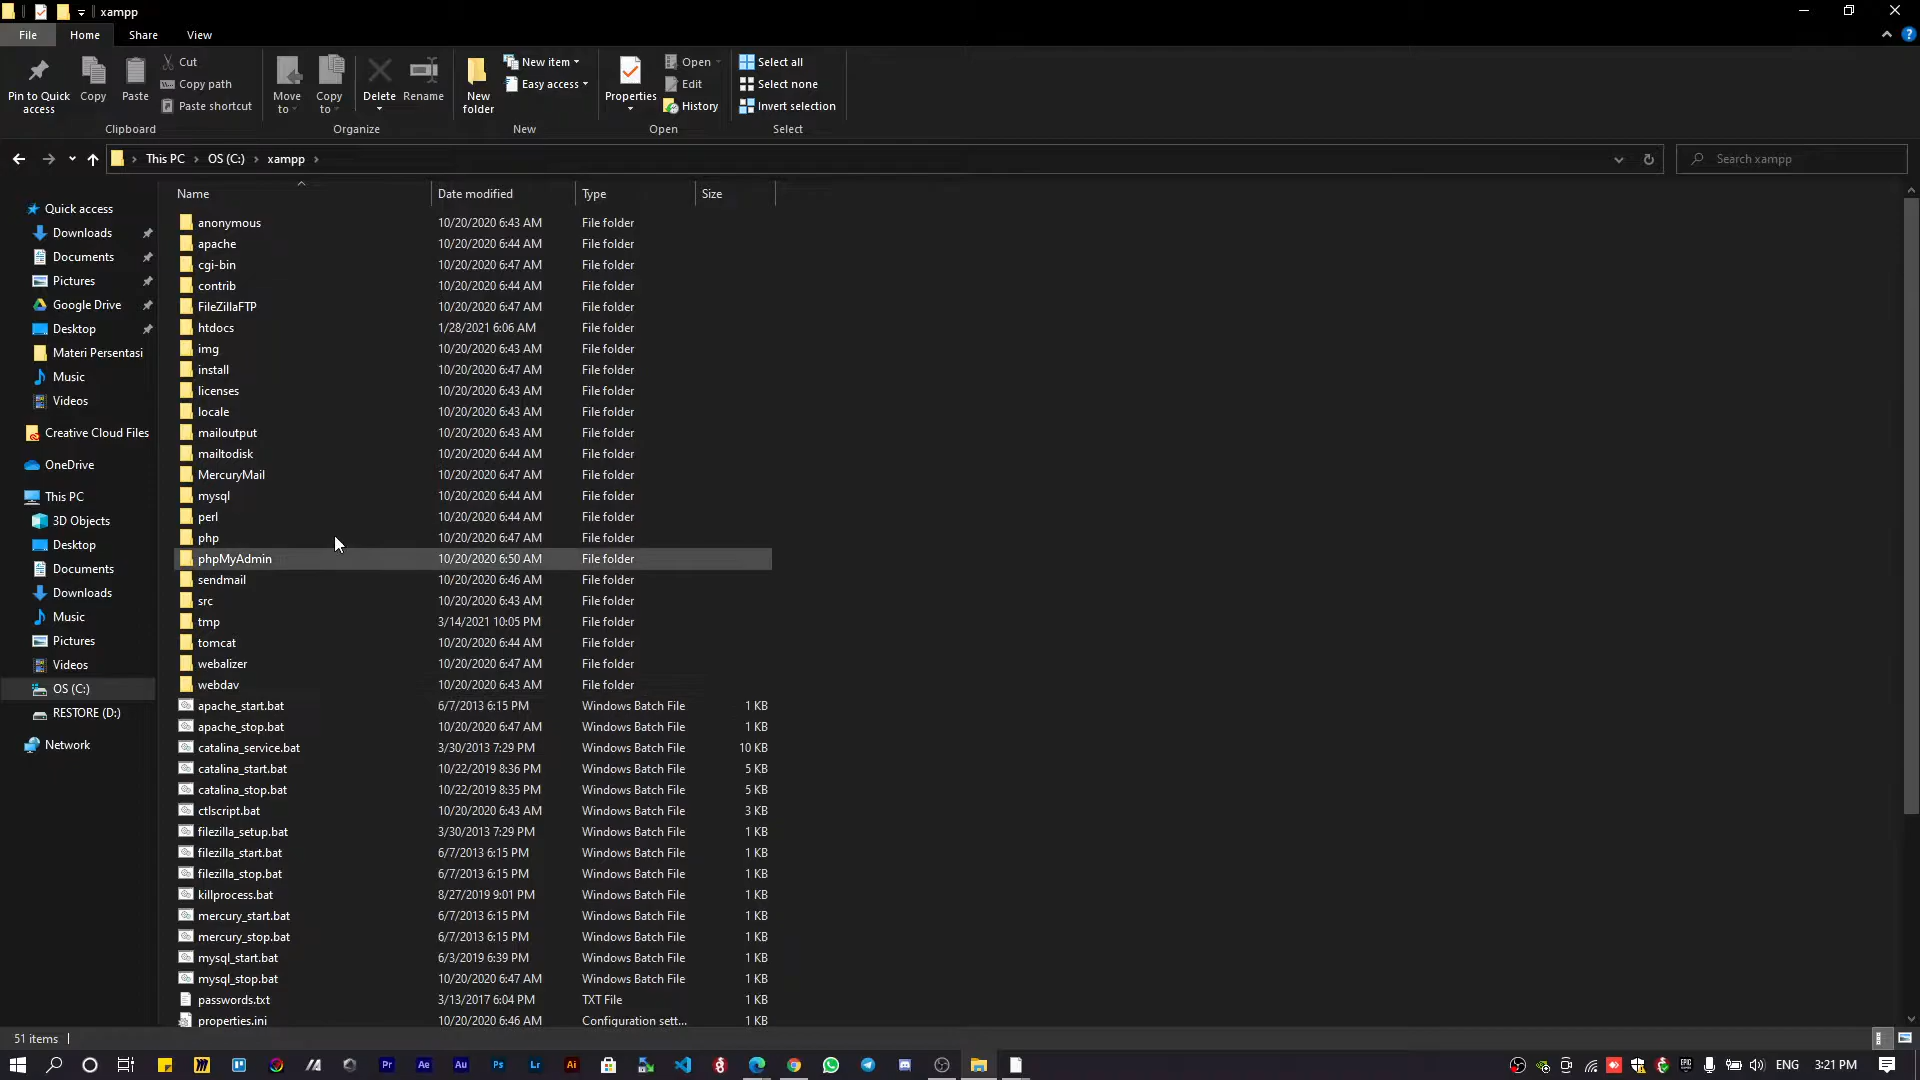 xampp
File Home Share View
Pin to Quick access
Copy
Paste
Cut
Copy path
Paste shortcut
Clipboard
Move to
Copy to
Delete
Rename
Organize
New folder
New item
Easy access
New
Properties
Open
Edit
History
Open
Select all
Select none
Invert selection
Select
This PC OS (C:) xampp
Search xampp
Quick access
Downloads
Documents
Pictures
Google Drive
Desktop
Materi Persentasi
Music
Videos
Creative Cloud Files
OneDrive
This PC
3D Objects
Desktop
Documents
Downloads
Music
Pictures
Videos
OS (C:)
RESTORE (D:)
Network
Name Date modified Type Size
anonymous 10/20/2020 6:43 AM File folder
apache 10/20/2020 6:44 AM File folder
cgi-bin 10/20/2020 6:47 AM File folder
contrib 10/20/2020 6:44 AM File folder
FileZillaFTP 10/20/2020 6:47 AM File folder
htdocs 1/28/2021 6:06 AM File folder
img 10/20/2020 6:43 AM File folder
install 10/20/2020 6:47 AM File folder
licenses 10/20/2020 6:43 AM File folder
locale 10/20/2020 6:43 AM File folder
mailoutput 10/20/2020 6:43 AM File folder
mailtodisk 10/20/2020 6:44 AM File folder
MercuryMail 10/20/2020 6:47 AM File folder
mysql 10/20/2020 6:44 AM File folder
perl 10/20/2020 6:44 AM File folder
php 10/20/2020 6:47 AM File folder
phpMyAdmin 10/20/2020 6:50 AM File folder
sendmail 10/20/2020 6:46 AM File folder
src 10/20/2020 6:43 AM File folder
tmp 3/14/2021 10:05 PM File folder
tomcat 10/20/2020 6:44 AM File folder
webalizer 10/20/2020 6:47 AM File folder
webdav 10/20/2020 6:43 AM File folder
apache_start.bat 6/7/2013 6:15 PM Windows Batch File 1 KB
apache_stop.bat 10/20/2020 6:47 AM Windows Batch File 1 KB
catalina_service.bat 3/30/2013 7:29 PM Windows Batch File 10 KB
catalina_start.bat 10/22/2019 8:36 PM Windows Batch File 5 KB
catalina_stop.bat 10/22/2019 8:35 PM Windows Batch File 5 KB
ctlscript.bat 10/20/2020 6:43 AM Windows Batch File 3 KB
filezilla_setup.bat 3/30/2013 7:29 PM Windows Batch File 1 KB
filezilla_start.bat 6/7/2013 6:15 PM Windows Batch File 1 KB
filezilla_stop.bat 6/7/2013 6:15 PM Windows Batch File 1 KB
killprocess.bat 8/27/2019 9:01 PM Windows Batch File 1 KB
mercury_start.bat 6/7/2013 6:15 PM Windows Batch File 1 KB
mercury_stop.bat 6/7/2013 6:15 PM Windows Batch File 1 KB
mysql_start.bat 6/3/2019 6:39 PM Windows Batch File 1 KB
mysql_stop.bat 10/20/2020 6:47 AM Windows Batch File 1 KB
passwords.txt 3/13/2017 6:04 PM TXT File 1 KB
properties.ini 10/20/2020 6:46 AM Configuration sett... 1 KB
51 items
Pr Ae Au Ps Lr Ai
ENG 3:21 PM